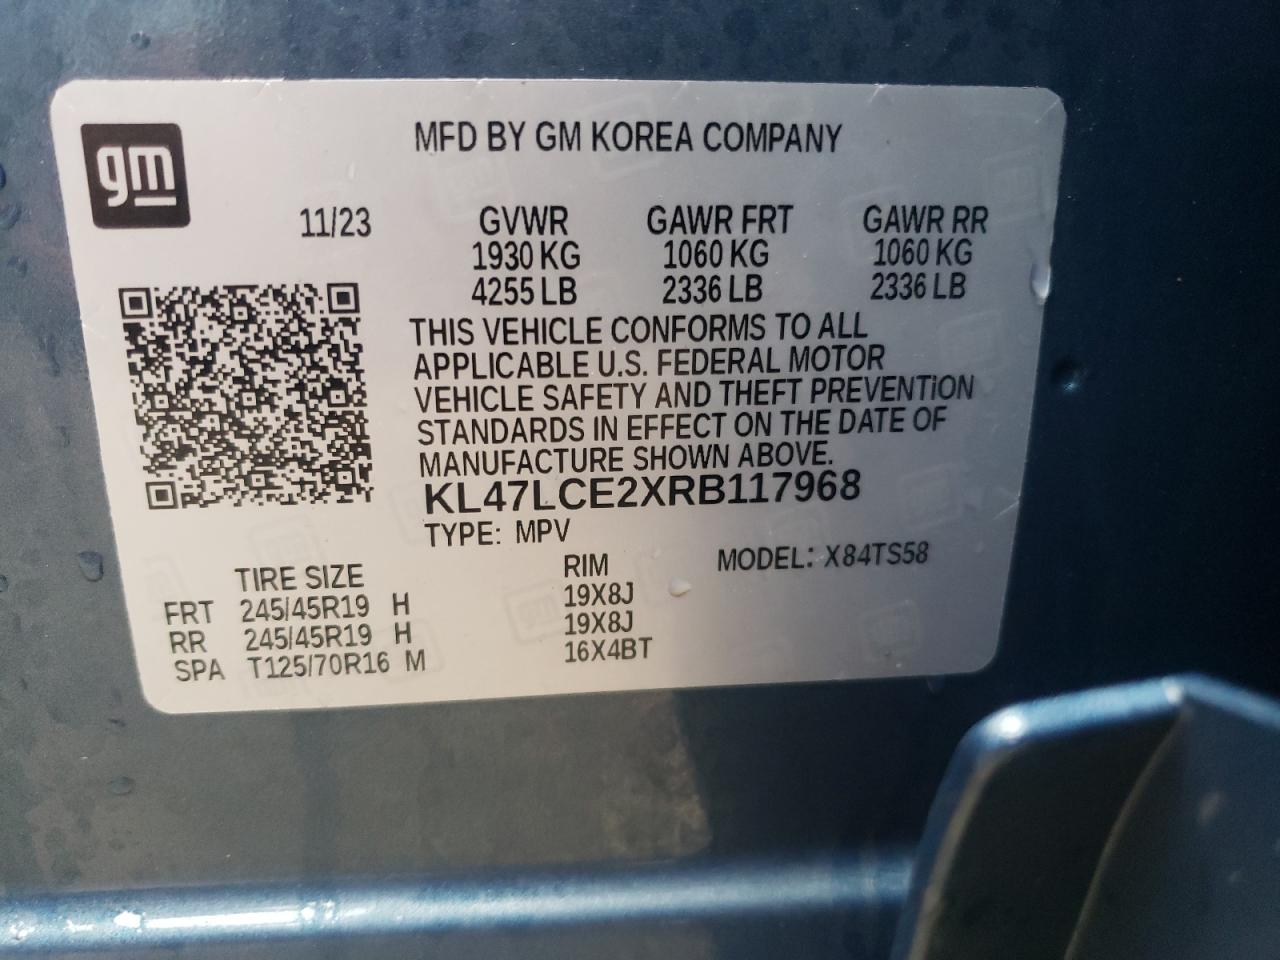 gm
MFD BY GM KOREA COMPANY
11/23 GVWR GAWR FRT GAWR RR
1930 KG 1060 KG 1060 KG
4255 LB 2336 LB 2336 LB
THIS VEHICLE CONFORMS TO ALL
APPLICABLE U.S. FEDERAL MOTOR
VEHICLE SAFETY AND THEFT PREVENTION
STANDARDS IN EFFECT ON THE DATE OF
MANUFACTURE SHOWN ABOVE.
KL47LCE2XRB117968
TYPE: MPV
MODEL: X84TS58
TIRE SIZE RIM
FRT 245/45R19 H 19X8J
RR 245/45R19 H 19X8J
SPA T125/70R16 M 16X4BT